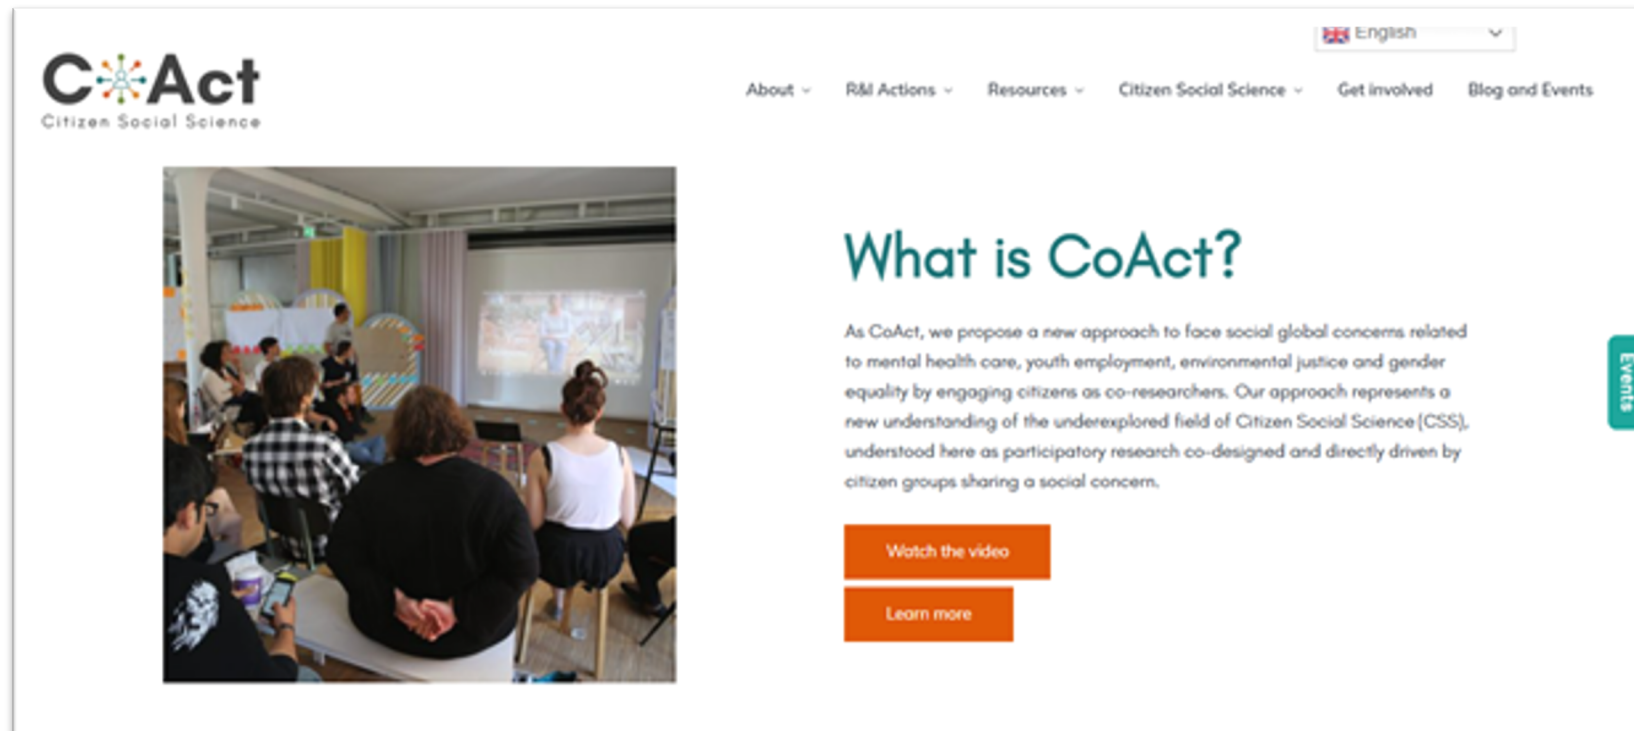 English
CoAct
Citizen Social Science
About
R&I Actions
Resources
Citizen Social Science
Get involved
Blog and Events
What is CoAct?
As CoAct, we propose a new approach to face social global concerns related
to mental health care, youth employment, environmental justice and gender
equality by engaging citizens as co-researchers. Our approach represents a
new understanding of the underexplored field of Citizen Social Science (CSS),
understood here as participatory research co-designed and directly driven by
citizen groups sharing a social concern.
Watch the video
Learn more
Events